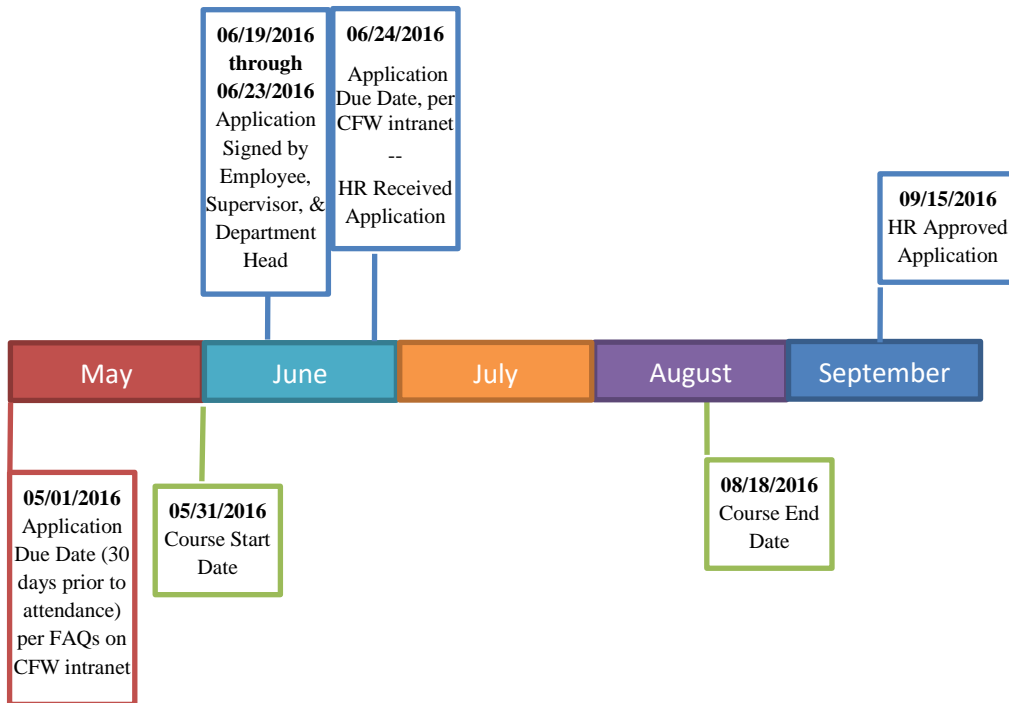 06/19/2016
through
06/23/2016
Application
Signed by
Employee,
Supervisor, &
Department
Head
06/24/2016
Application
Due Date, per
CFW intranet
--
HR Received
Application
09/15/2016
HR Approved
Application
May
June
July
August
September
05/01/2016
Application
Due Date (30
days prior to
attendance)
per FAQs on
CFW intranet
05/31/2016
Course Start
Date
08/18/2016
Course End
Date